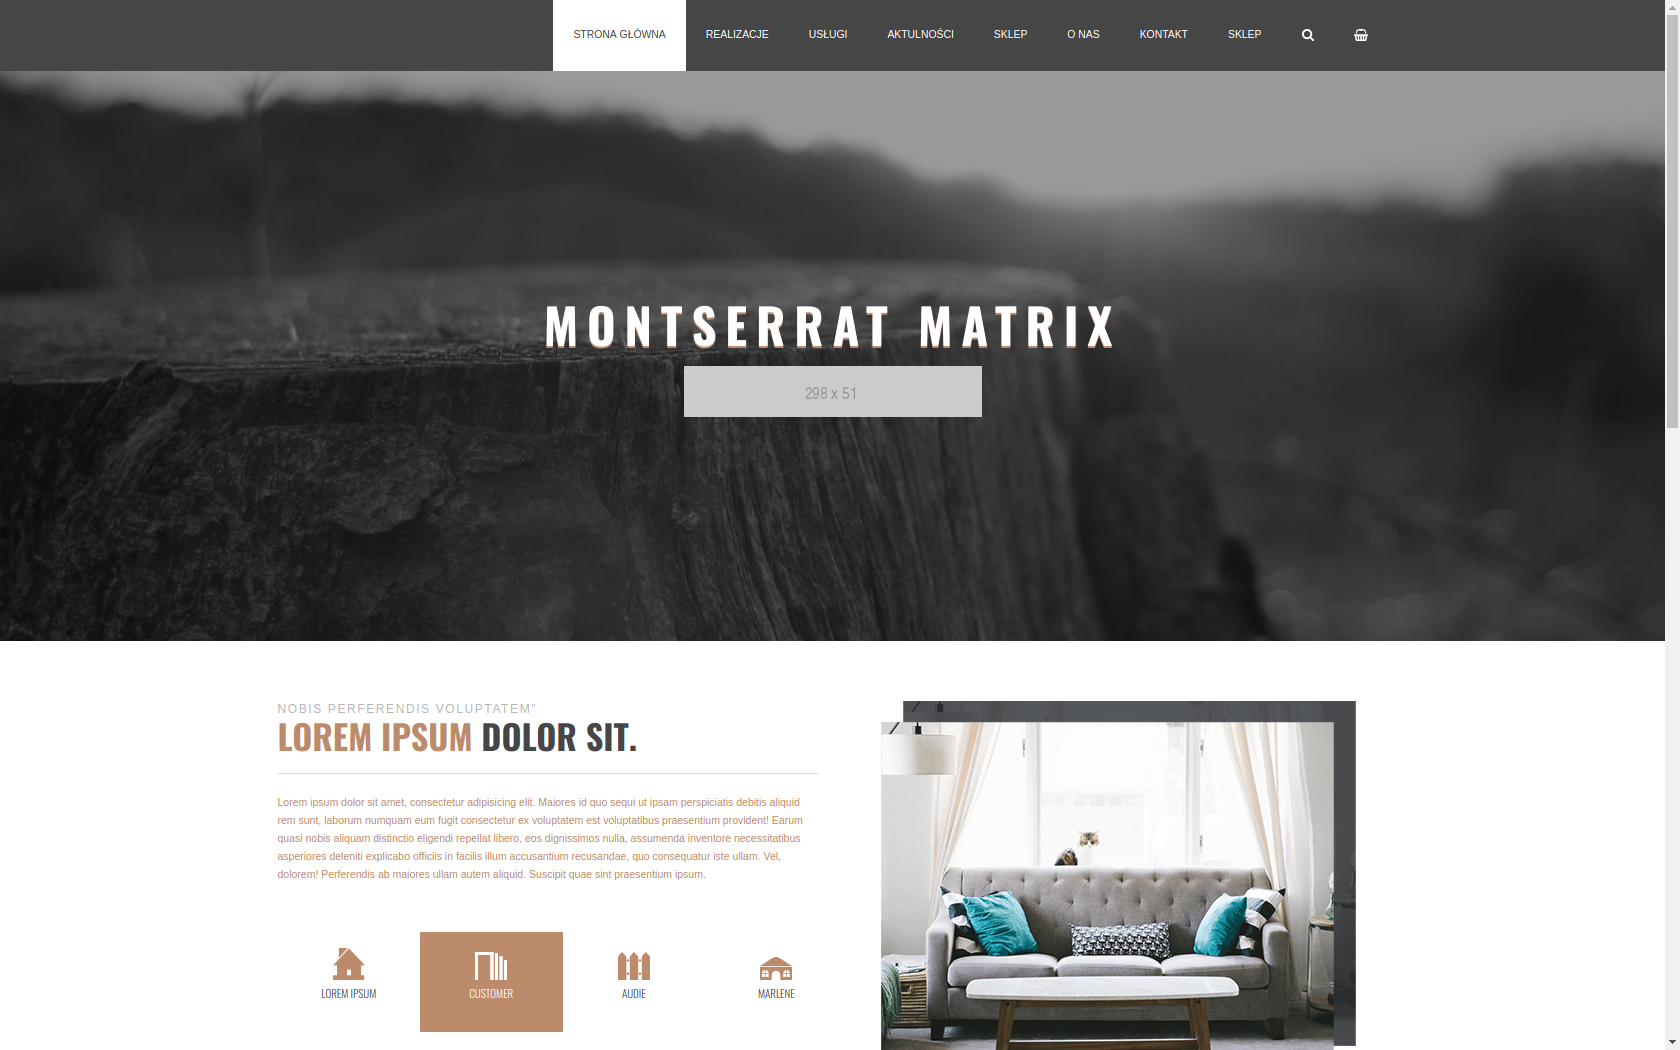 STRONA GŁÓWNA REALIZACJE USŁUGI AKTULNOŚCI SKLEP O NAS KONTAKT SKLEP
MONTSERRAT MATRIX
298 x 51
NOBIS PERFERENDIS VOLUPTATEM"
LOREM IPSUM DOLOR SIT.
Lorem ipsum dolor sit amet, consectetur adipisicing elit. Maiores id quo sequi ut ipsam perspiciatis debitis aliquid
rem sunt, laborum numquam eum fugit consectetur ex voluptatem est voluptatibus praesentium provident! Earum
quasi nobis aliquam distinctio eligendi repellat libero, eos dignissimos nulla, assumenda inventore necessitatibus
asperiores deleniti explicabo officiis in facilis illum accusantium recusandae, quo consequatur iste ullam. Vel,
dolorem! Perferendis ab maiores ullam autem aliquid. Suscipit quae sint praesentium ipsum.
LOREM IPSUM CUSTOMER AUDIE MARLENE